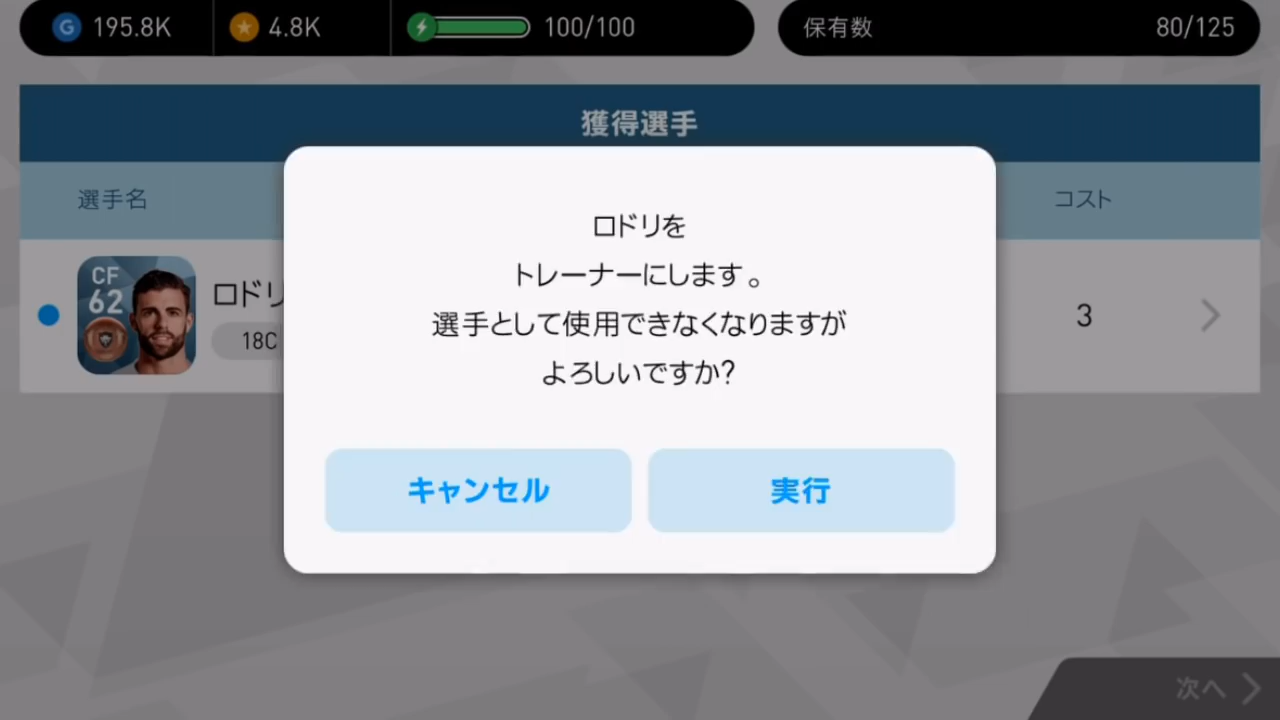 195.8K 4.8K 100/100 保有数 80/125
獲得選手
選手名 コスト
CF
62
ロドリ
18C
3
ロドリを
トレーナーにします。
選手として使用できなくなりますが
よろしいですか?
キャンセル 実行
次へ